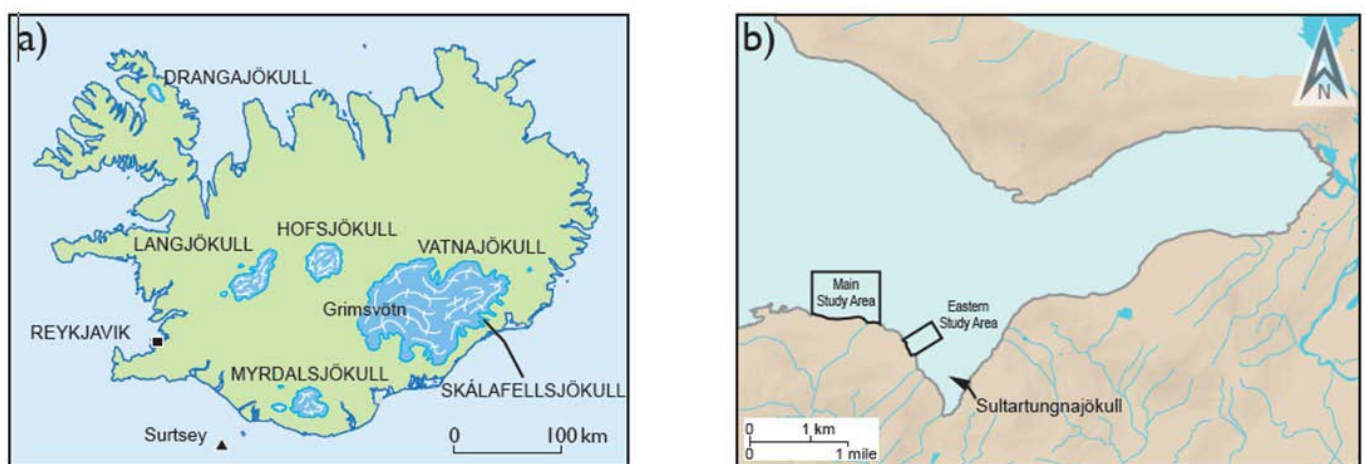 a)
DRANGAJÖKULL
LANGJÖKULL
HOFSJÖKULL
VATNAJÖKULL
Grimsvötn
REYKJAVIK
MYRDALSJÖKULL
SKÁLAFELLSJÖKULL
Surtsey
0 100 km
b)
N
Main
Study Area
Eastern
Study Area
Sultartungnajökull
0 1 km
0 1 mile